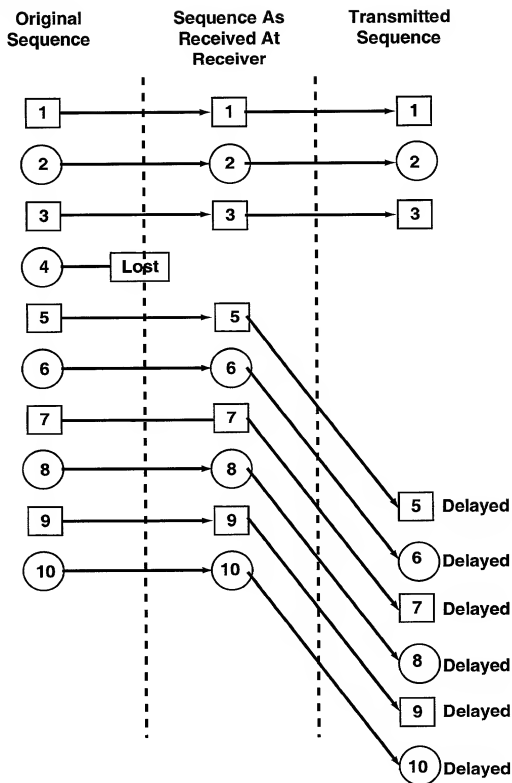 Original
Sequence
Sequence As
Received At
Receiver
Transmitted
Sequence
1 1 1
2 2 2
3 3 3
4 Lost
5 5
6 6
7 7
8 8
9 9
10 10
5 Delayed
6 Delayed
7 Delayed
8 Delayed
9 Delayed
10 Delayed